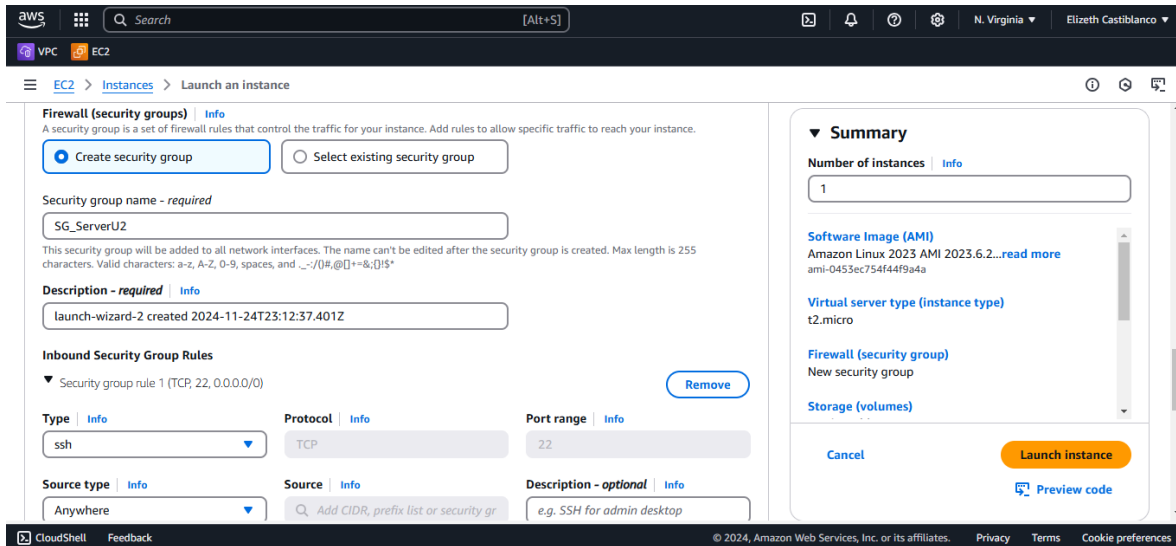 aws
Search [Alt+S]
N. Virginia
Elizeth Castiblanco
VPC EC2
EC2 > Instances > Launch an instance
Firewall (security groups) Info
A security group is a set of firewall rules that control the traffic for your instance. Add rules to allow specific traffic to reach your instance.
Create security group
Select existing security group
Security group name - required
SG_ServerU2
This security group will be added to all network interfaces. The name can't be edited after the security group is created. Max length is 255
characters. Valid characters: a-z, A-Z, 0-9, spaces, and ._-:/()#,@[]+=&;{}!$*
Description - required Info
launch-wizard-2 created 2024-11-24T23:12:37.401Z
Inbound Security Group Rules
Security group rule 1 (TCP, 22, 0.0.0.0/0)
Remove
Type Info
Protocol Info
Port range Info
ssh
TCP
22
Source type Info
Source Info
Description - optional Info
Anywhere
Add CIDR, prefix list or security gr
e.g. SSH for admin desktop
Summary
Number of instances Info
1
Software Image (AMI)
Amazon Linux 2023 AMI 2023.6.2...read more
ami-0453ec754f44f9a4a
Virtual server type (instance type)
t2.micro
Firewall (security group)
New security group
Storage (volumes)
Cancel
Launch instance
Preview code
CloudShell Feedback
© 2024, Amazon Web Services, Inc. or its affiliates. Privacy Terms Cookie preferences